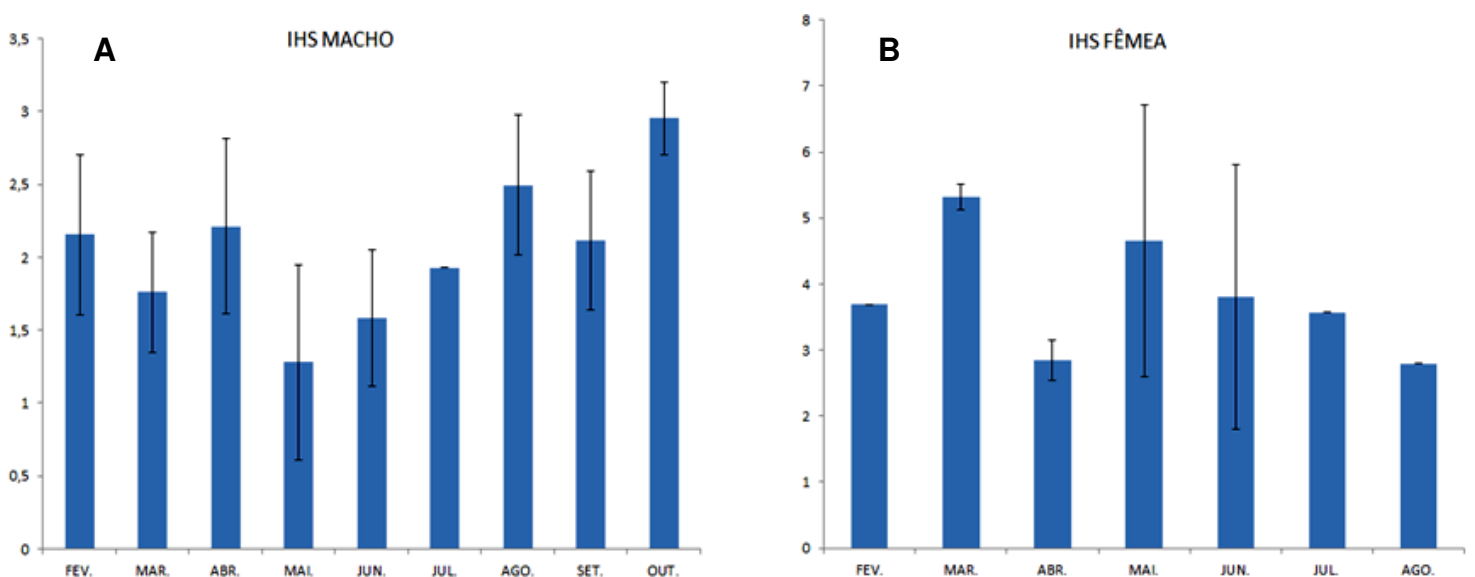 A
IHS MACHO
3,5
3
2,5
2
1,5
1
0,5
0
FEV. MAR. ABR. MAI. JUN. JUL. AGO. SET. OUT.
B
IHS FÊMEA
8
7
6
5
4
3
2
1
0
FEV. MAR. ABR. MAI. JUN. JUL. AGO.